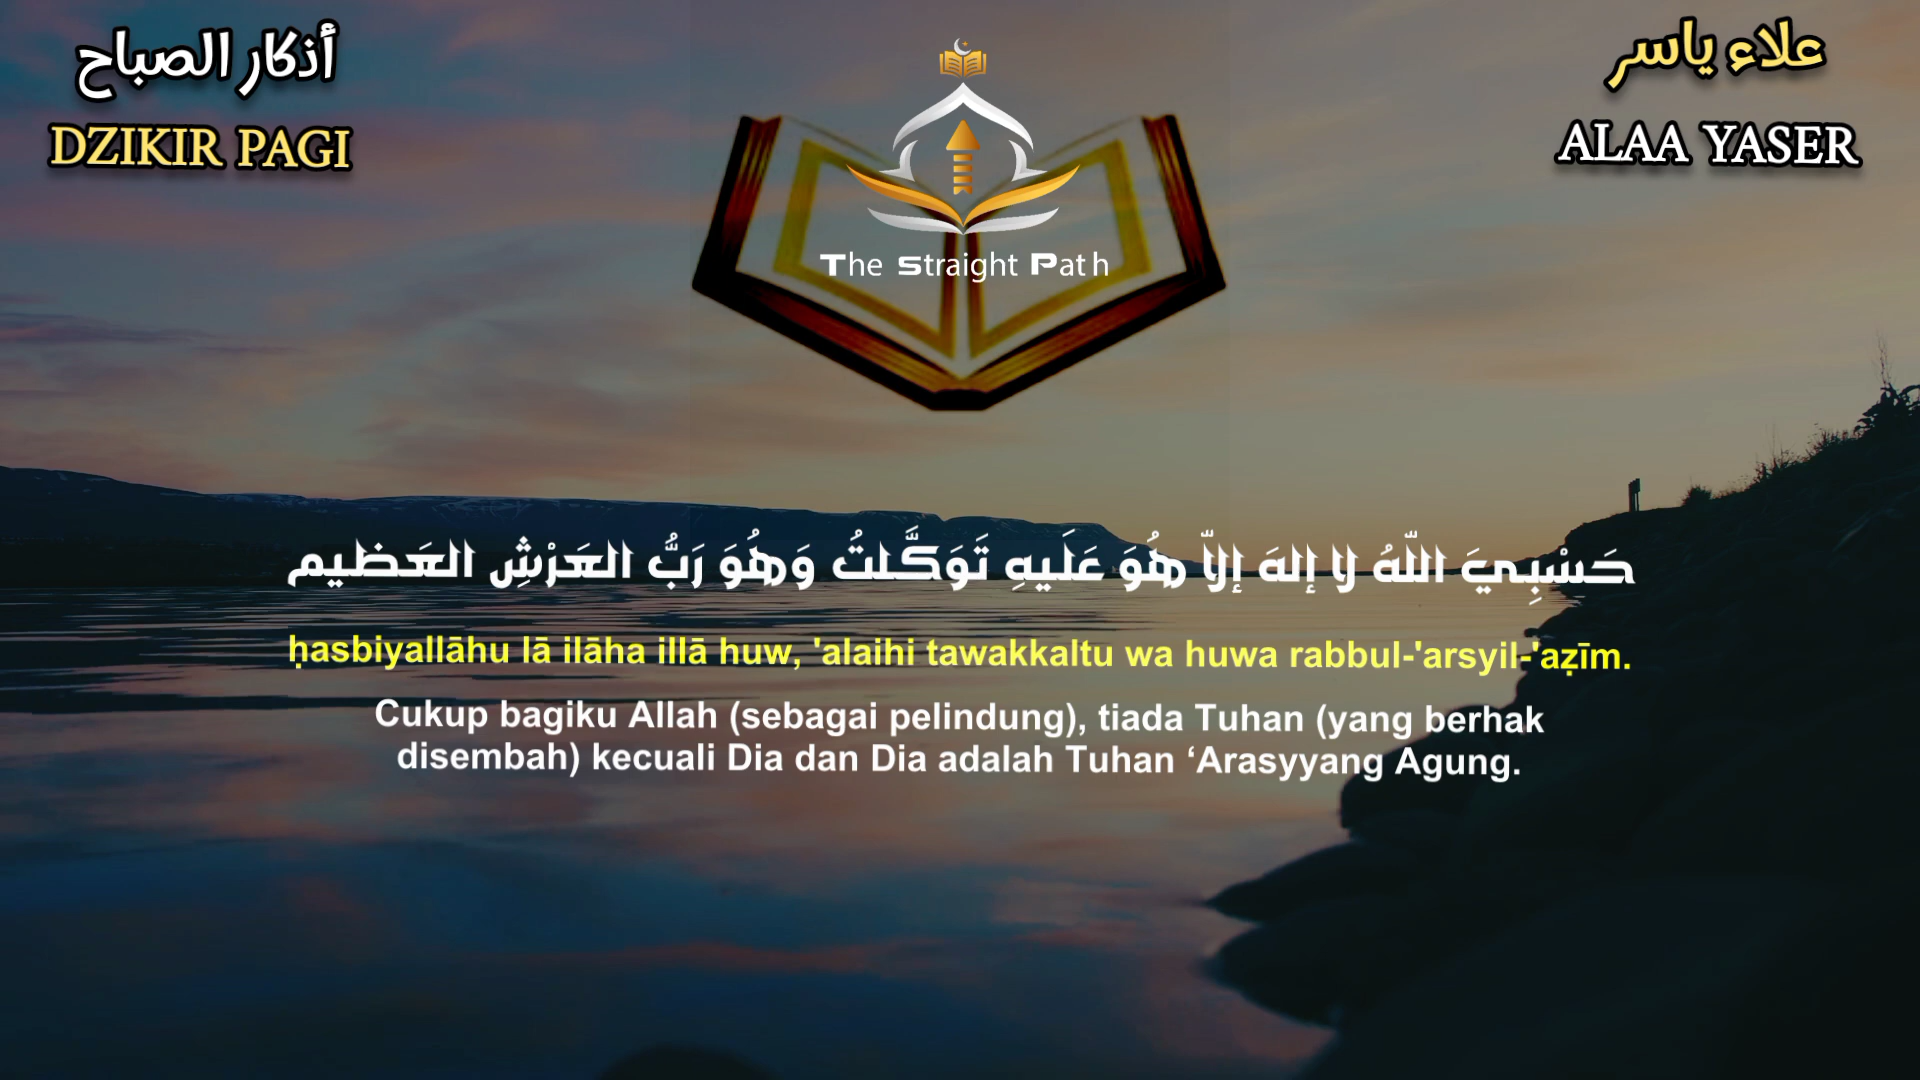 أذكار الصباح
DZIKIR PAGI
علاء ياسر
ALAA YASER
The Straight Path
حَسْبِيَ اللّهُ لا إلهَ إلاّ هُوَ عَلَيهِ تَوَكَّلتُ وَهُوَ رَبُّ العَرْشِ العَظيم
ḥasbiyallāhu lā ilāha illā huw, 'alaihi tawakkaltu wa huwa rabbul-'arsyil-'aẓīm.
Cukup bagiku Allah (sebagai pelindung), tiada Tuhan (yang berhak
disembah) kecuali Dia dan Dia adalah Tuhan ‘Arasyyang Agung.